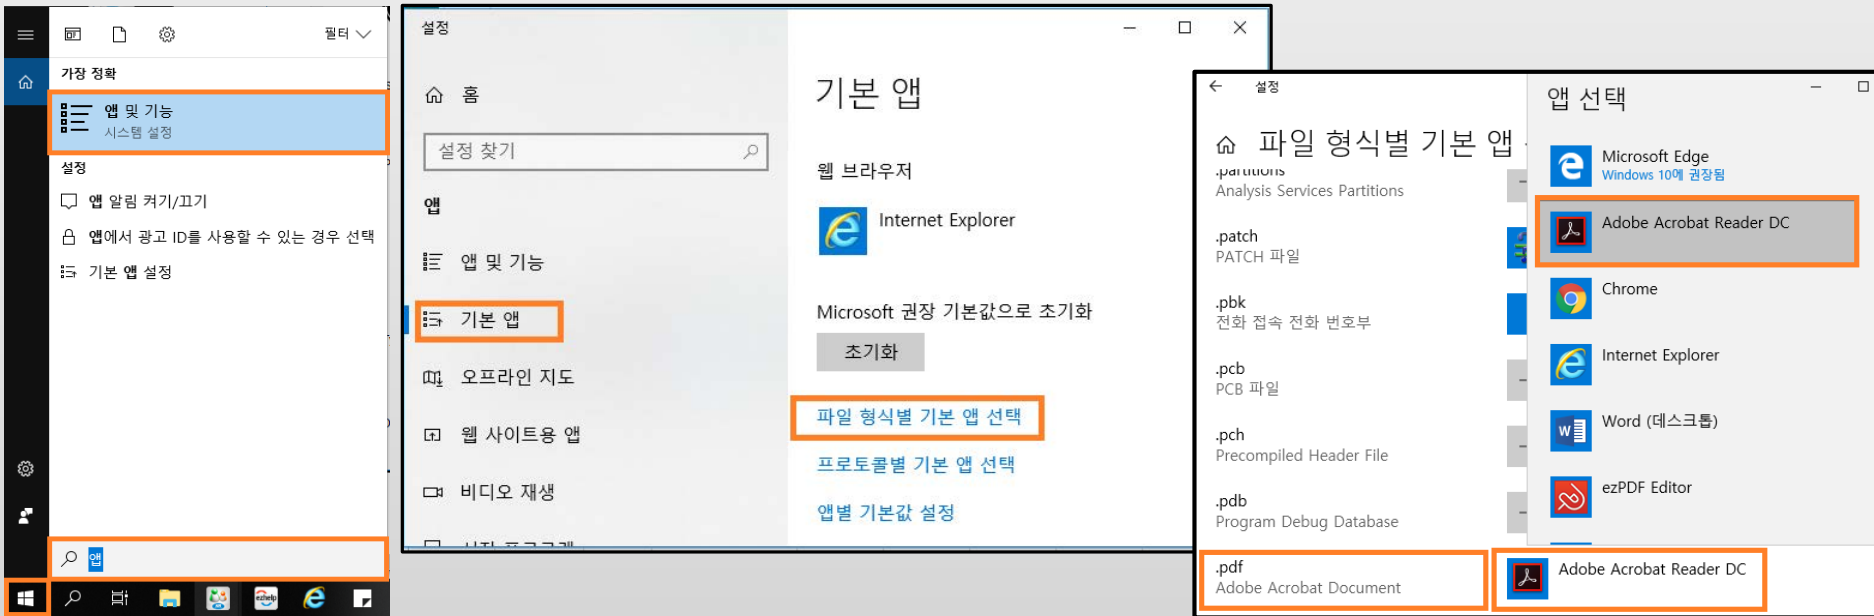 필터
가장 정확
앱 및 기능
시스템 설정
설정
앱 알림 켜기/끄기
앱에서 광고 ID를 사용할 수 있는 경우 선택
기본 앱 설정
앱
ezhelp
설정
홈
설정 찾기
앱
앱 및 기능
기본 앱
오프라인 지도
웹 사이트용 앱
비디오 재생
기본 앱
웹 브라우저
Internet Explorer
Microsoft 권장 기본값으로 초기화
초기화
파일 형식별 기본 앱 선택
프로토콜별 기본 앱 선택
앱별 기본값 설정
설정
파일 형식별 기본 앱
.partitions
Analysis Services Partitions
.patch
PATCH 파일
.pbk
전화 접속 전화 번호부
.pcb
PCB 파일
.pch
Precompiled Header File
.pdb
Program Debug Database
.pdf
Adobe Acrobat Document
앱 선택
Microsoft Edge
Windows 10에 권장됨
Adobe Acrobat Reader DC
Chrome
Internet Explorer
Word (데스크톱)
ezPDF Editor
Adobe Acrobat Reader DC